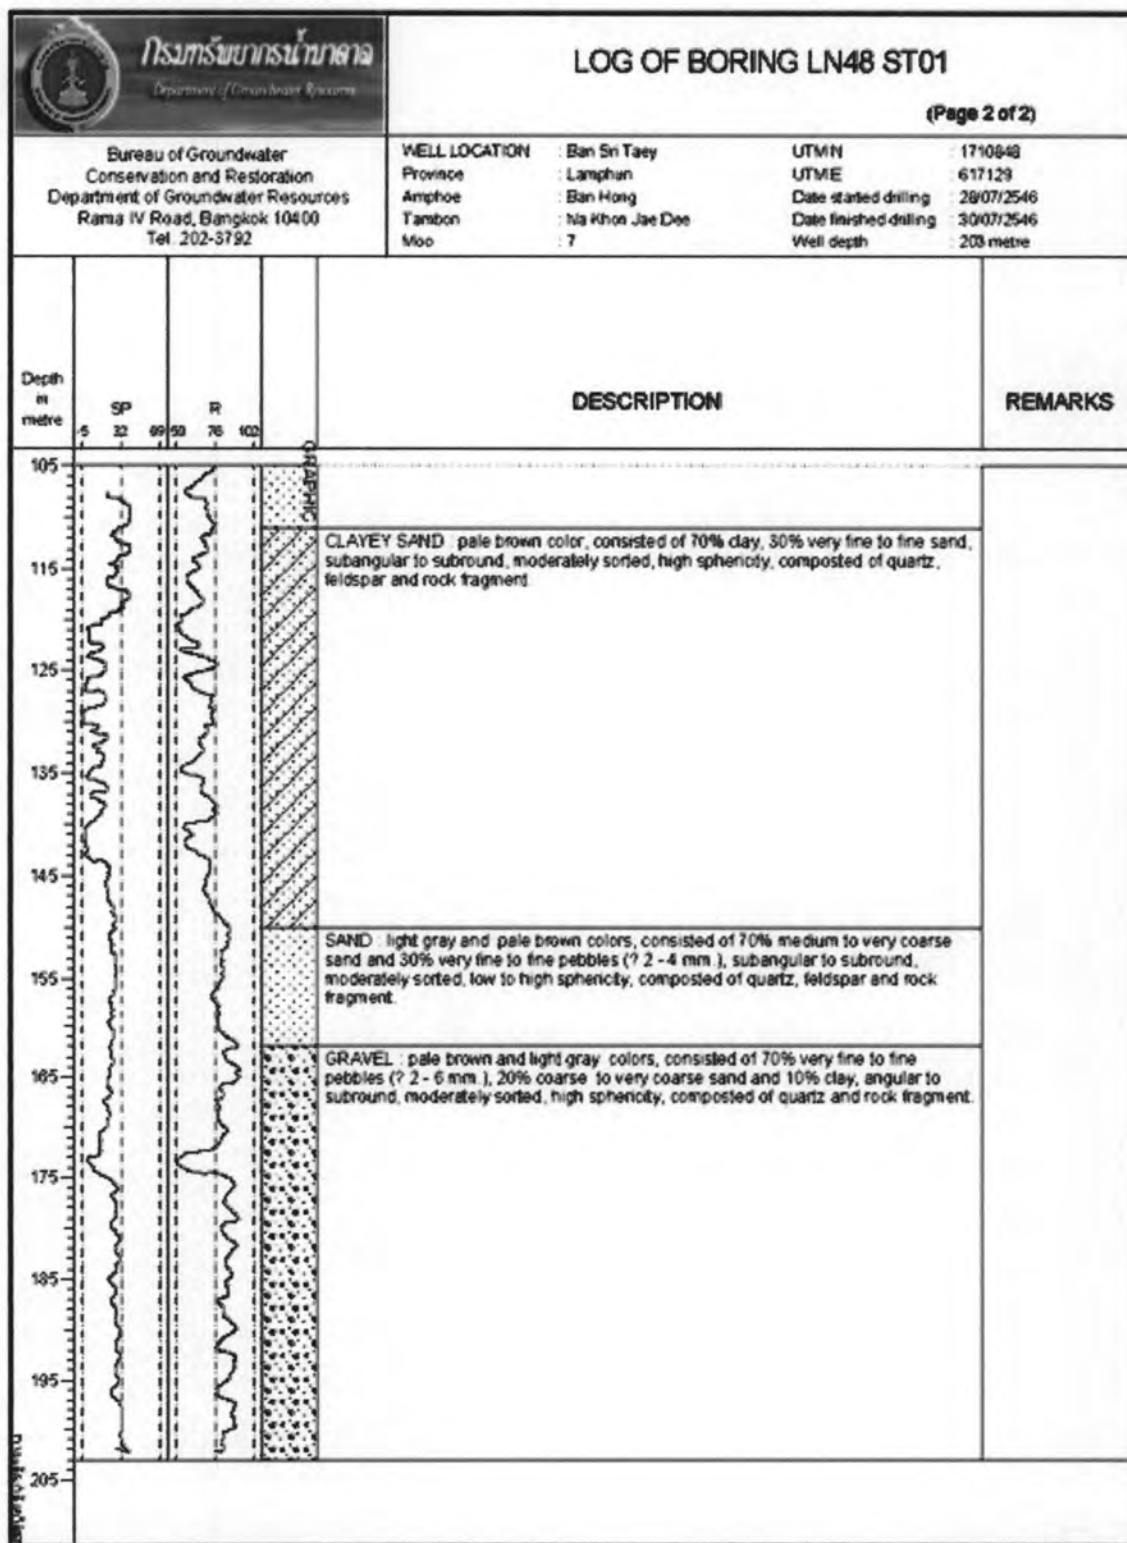 กรมทรัพยากรน้ำบาดาล
Department of Groundwater Resources
LOG OF BORING LN48 ST01
(Page 2 of 2)
Bureau of Groundwater
Conservation and Restoration
Department of Groundwater Resources
Rama IV Road, Bangkok 10400
Tel. 202-3792
WELL LOCATION : Ban Sri Taey
Province : Lamphun
Amphoe : Ban Hong
Tambon : Na Khon Jae Dee
Moo : 7
UTM N : 1710848
UTM E : 617129
Date started drilling : 28/07/2546
Date finished drilling : 30/07/2546
Well depth : 203 metre
Depth
in
metre
SP
-5 32 69
R
50 76 102
GRAPHIC
DESCRIPTION
REMARKS
105
CLAYEY SAND : pale brown color, consisted of 70% clay, 30% very fine to fine sand,
subangular to subround, moderately sorted, high sphericity, composted of quartz,
feldspar and rock fragment.
115
125
135
145
SAND : light gray and pale brown colors, consisted of 70% medium to very coarse
sand and 30% very fine to fine pebbles (? 2 - 4 mm.), subangular to subround,
moderately sorted, low to high sphericity, composted of quartz, feldspar and rock
fragment.
155
GRAVEL : pale brown and light gray colors, consisted of 70% very fine to fine
pebbles (? 2 - 6 mm.), 20% coarse to very coarse sand and 10% clay, angular to
subround, moderately sorted, high sphericity, composted of quartz and rock fragment.
165
175
185
195
205